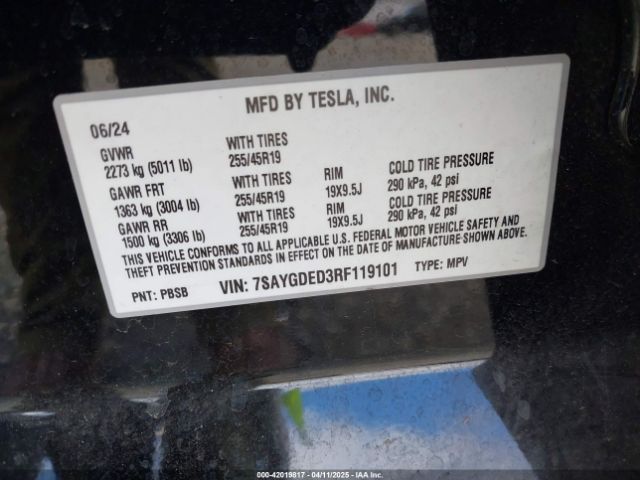 MFD BY TESLA, INC.
06/24
GVWR WITH TIRES
2273 kg (5011 lb) 255/45R19
GAWR FRT WITH TIRES RIM COLD TIRE PRESSURE
1363 kg (3004 lb) 255/45R19 19X9.5J 290 kPa, 42 psi
GAWR RR WITH TIRES RIM COLD TIRE PRESSURE
1500 kg (3306 lb) 255/45R19 19X9.5J 290 kPa, 42 psi
THIS VEHICLE CONFORMS TO ALL APPLICABLE U.S. FEDERAL MOTOR VEHICLE SAFETY AND
THEFT PREVENTION STANDARDS IN EFFECT ON THE DATE OF MANUFACTURE SHOWN ABOVE.
PNT: PBSB VIN: 7SAYGDED3RF119101 TYPE: MPV
000-42019817 - 04/11/2025 - IAA Inc.